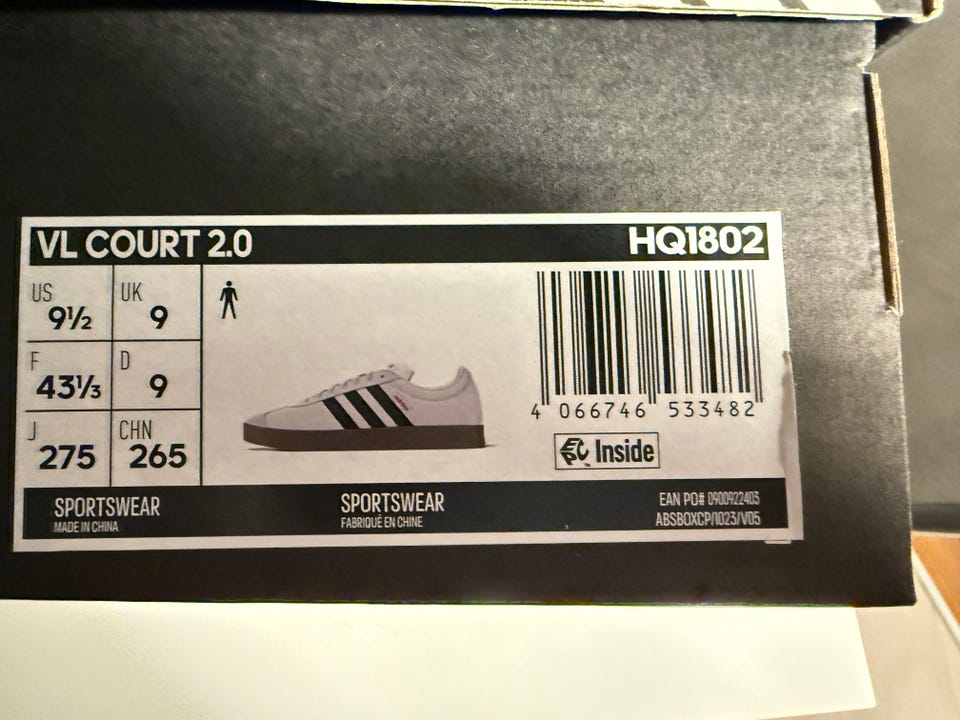 VL COURT 2.0
HQ1802
US
9½
UK
9
F
43⅓
D
9
J
275
CHN
265
4 066746 533482
EPC™ Inside
SPORTSWEAR
MADE IN CHINA
SPORTSWEAR
FABRIQUÉ EN CHINE
EAN PO# 0900922403
ABSBOXCP/1023/V05